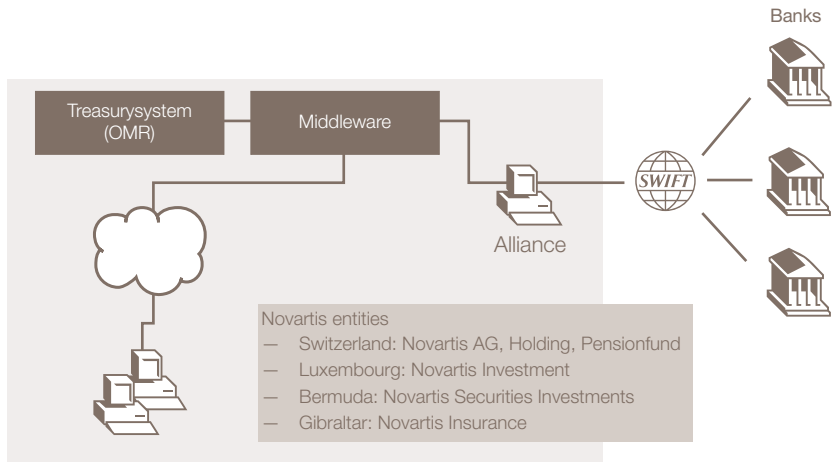 Banks
Treasurysystem
(OMR)
Middleware
SWIFT
Alliance
Novartis entities
— Switzerland: Novartis AG, Holding, Pensionfund
— Luxembourg: Novartis Investment
— Bermuda: Novartis Securities Investments
— Gibraltar: Novartis Insurance